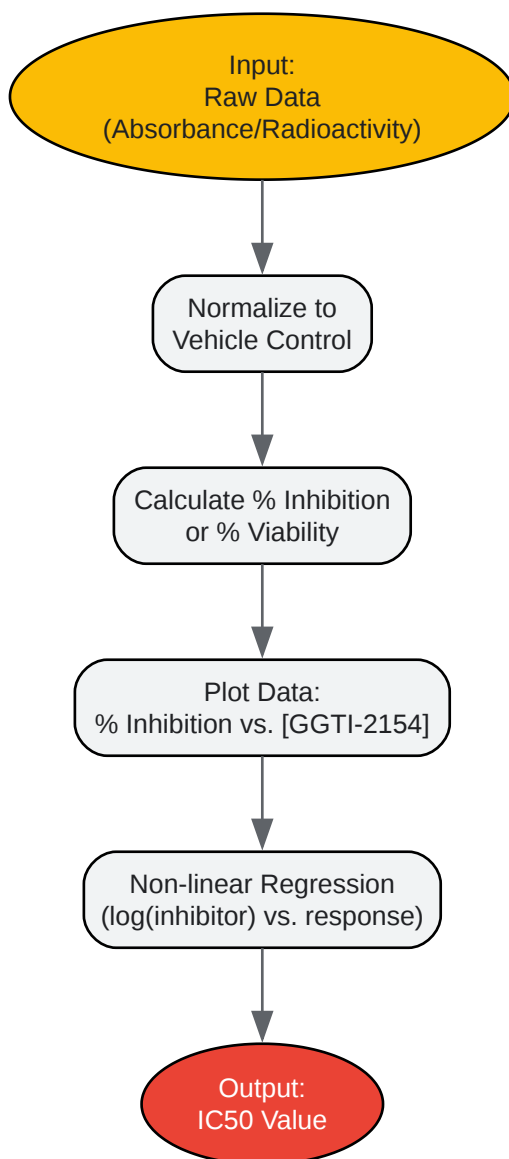 Input:
Raw Data
(Absorbance/Radioactivity)
Normalize to
Vehicle Control
Calculate % Inhibition
or % Viability
Plot Data:
% Inhibition vs. [GGTI-2154]
Non-linear Regression
(log(inhibitor) vs. response)
Output:
IC50 Value